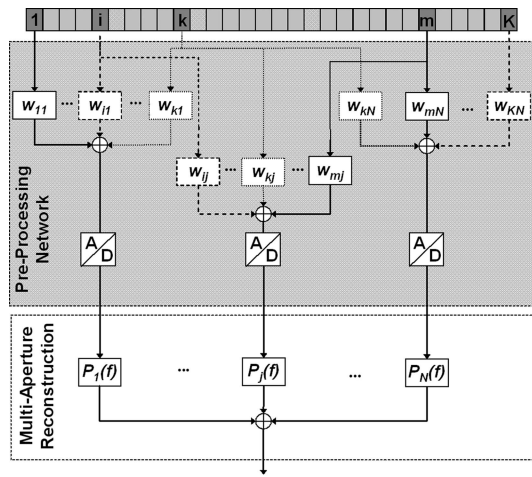 1 i k m K
w11 ... wi1 ... wk1 wkN wmN ... wKN
wij ... wkj ... wmj
A/D A/D A/D
Pre-Processing
Network
P1(f) ... Pj(f) ... PN(f)
Multi-Aperture
Reconstruction